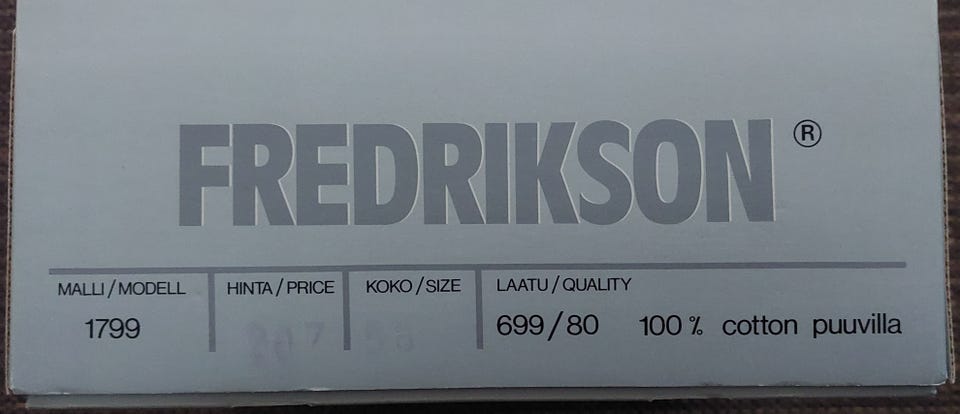 FREDRIKSON ®
MALLI/MODELL HINTA/PRICE KOKO/SIZE LAATU/QUALITY
1799 699/80 100% cotton puuvilla